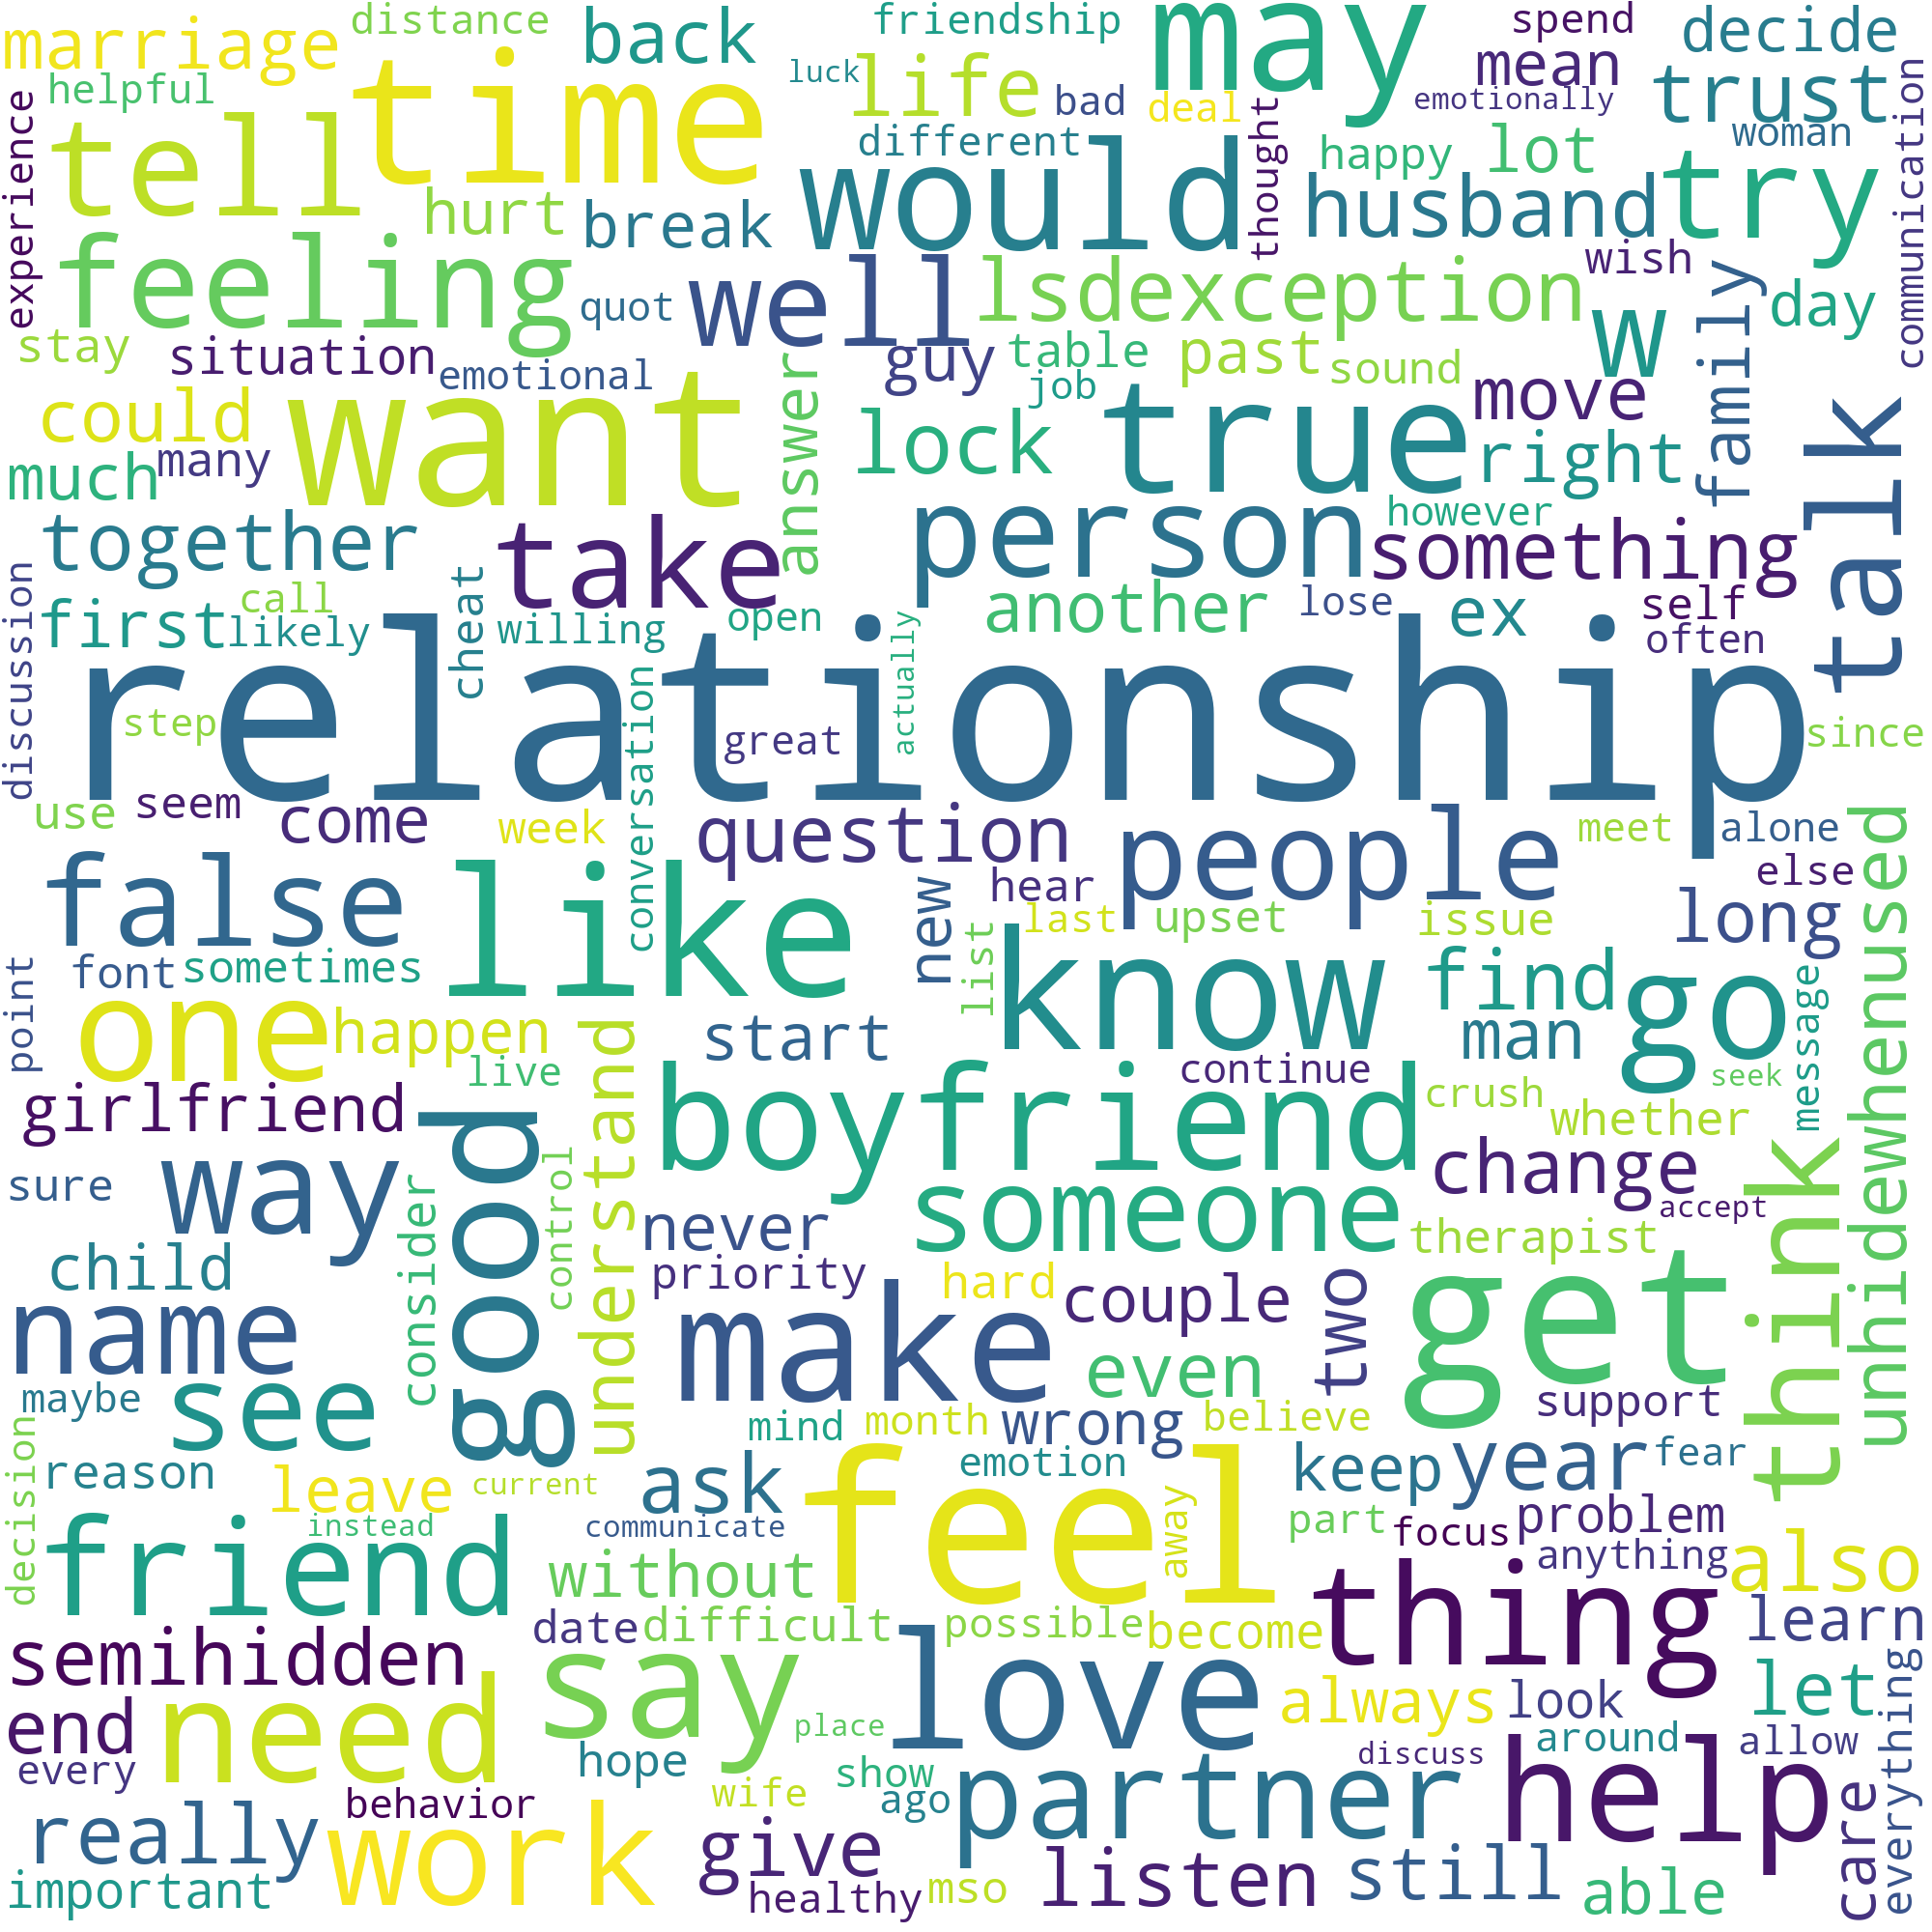 marriage
distance
back
friendship
may
spend
decide
helpful
time
luck
life
bad
deal
mean
emotionally
trust
experience
tell
different
would
thought
happy
lot
woman
communication
hurt
break
husband
try
feeling
quot
well
lsdexception
wish
w
family
day
stay
situation
emotional
guy
table
past
sound
job
could
want
answer
lock
true
move
right
talk
much
many
together
take
person
however
something
discussion
first
call
likely
cheat
willing
open
actually
another
lose
ex
self
often
relationship
step
conversation
great
since
use
seem
come
week
question
people
meet
alone
unhidewhenused
false
like
new
hear
last
upset
issue
else
long
font
sometimes
list
know
find
go
point
one
happen
start
man
message
live
understand
continue
seek
girlfriend
good
boyfriend
crush
whether
sure
way
consider
control
someone
change
think
accept
never
therapist
child
priority
hard
couple
two
get
name
make
even
maybe
see
support
decision
mind
month
wrong
believe
reason
leave
current
ask
feel
emotion
keep
year
fear
instead
communicate
away
part
focus
problem
friend
without
thing
anything
also
date
difficult
possible
become
learn
semihidden
say
love
always
look
let
everything
end
need
place
around
allow
every
hope
wife
show
ago
partner
discuss
help
care
really
behavior
work
give
important
healthy
mso
listen
still
able